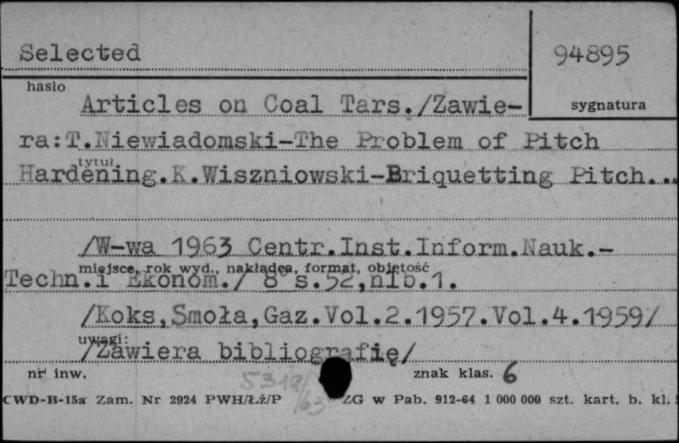 Selected
94895
hasło
Articles on Coal Tars./Zawie-
sygnatura
ra:T.Niewiadomski-The Problem of Pitch
tytuł
Hardening.K.Wiszniowski-Briquetting Pitch...
/W-wa 1963 Centr.Inst.Inform.Nauk.-
miejsce, rok wyd., nakładca, format, objętość
Techn.i Ekonom./ 8° s.52,nlb.1.
/Koks,Smoła,Gaz.Vol.2.1957.Vol.4.1959/
uwagi:
/Zawiera bibliografię/
nr inw.
5319/63
znak klas. 6
CWD-B-15a Zam. Nr 2924 PWH/Łź/P ZG w Pab. 912-64 1 000 000 szt. kart. b. kl.